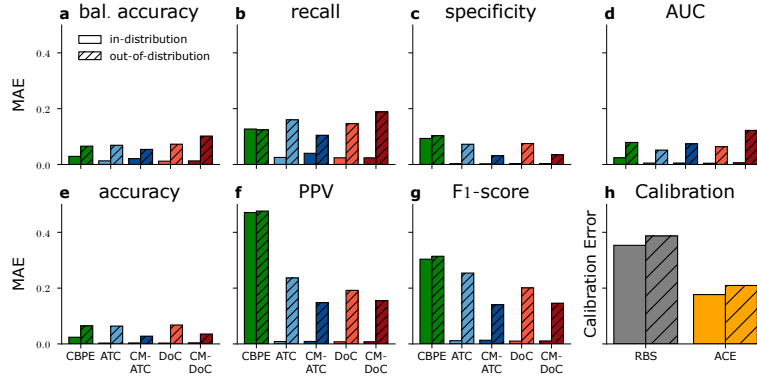 a bal. accuracy
b recall
c specificity
d AUC
in-distribution
out-of-distribution
MAE
0.4
0.2
0.0
e accuracy
f PPV
g F1-score
h Calibration
MAE
0.4
0.2
0.0
Calibration Error
CBPE ATC CM-ATC DoC CM-DoC
CBPE ATC CM-ATC DoC CM-DoC
CBPE ATC CM-ATC DoC CM-DoC
RBS ACE